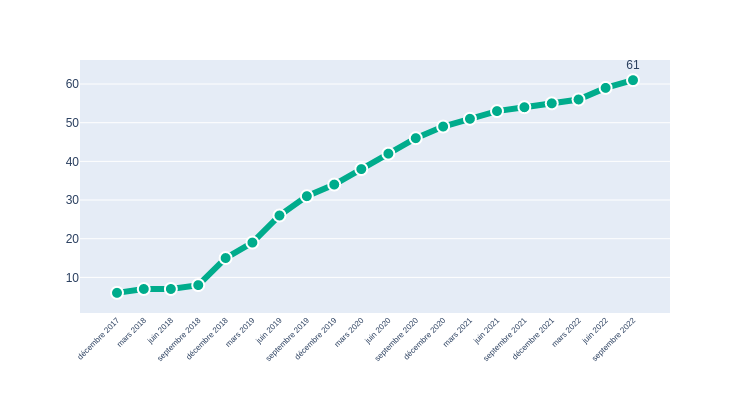 61
60
50
40
30
20
10
décembre 2017
mars 2018
juin 2018
septembre 2018
décembre 2018
mars 2019
juin 2019
septembre 2019
décembre 2019
mars 2020
juin 2020
septembre 2020
décembre 2020
mars 2021
juin 2021
septembre 2021
décembre 2021
mars 2022
juin 2022
septembre 2022